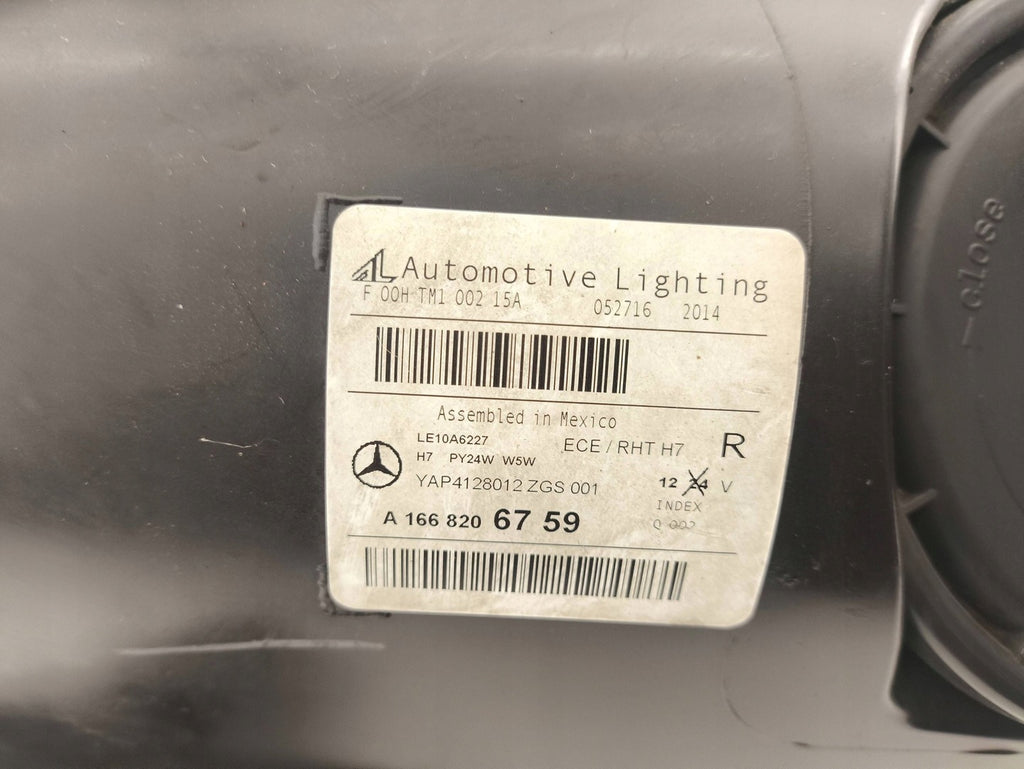 AL Automotive Lighting
F 00H TM1 002 15A 052716 2014
Assembled in Mexico
LE10A6227 ECE / RHT H7 R
H7 PY24W W5W
YAP4128012 ZGS 001 12 24 V
INDEX
A 166 820 67 59
close